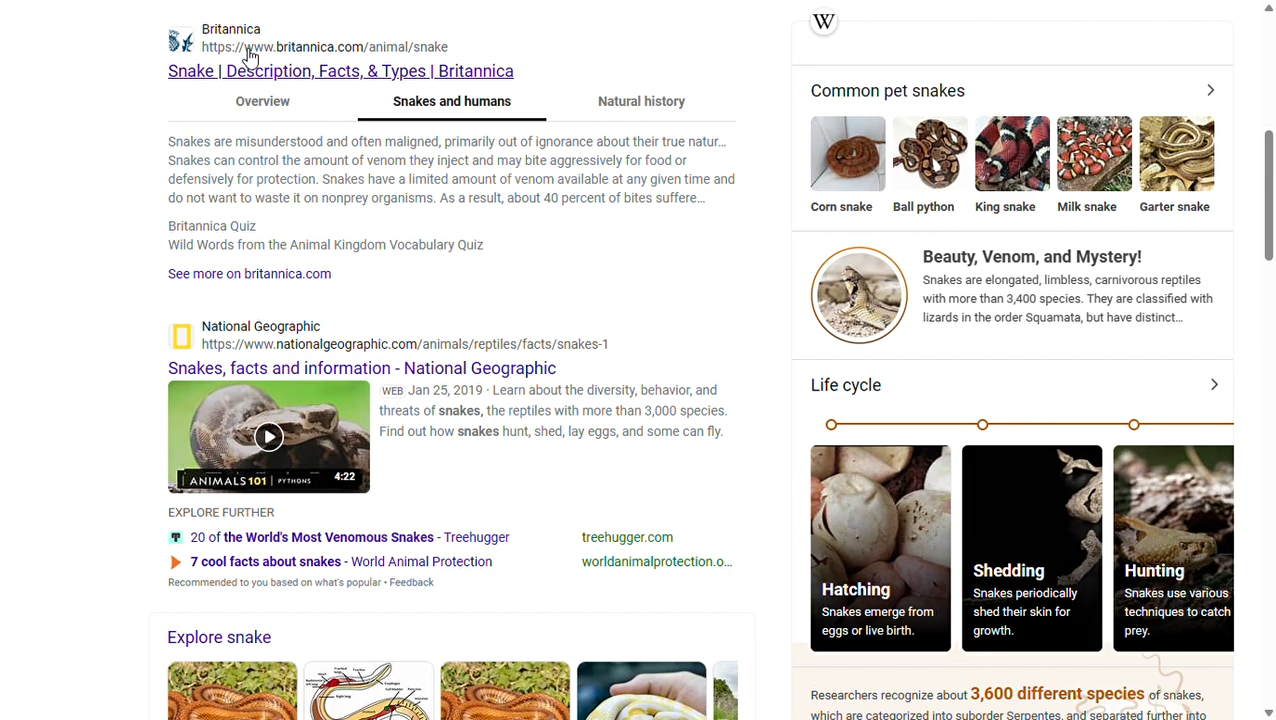 Britannica
https://www.britannica.com/animal/snake
Snake | Description, Facts, & Types | Britannica
Overview
Snakes and humans
Natural history
Snakes are misunderstood and often maligned, primarily out of ignorance about their true natur…
Snakes can control the amount of venom they inject and may bite aggressively for food or
defensively for protection. Snakes have a limited amount of venom available at any given time and
do not want to waste it on nonprey organisms. As a result, about 40 percent of bites suffere…
Britannica Quiz
Wild Words from the Animal Kingdom Vocabulary Quiz
See more on britannica.com
National Geographic
https://www.nationalgeographic.com/animals/reptiles/facts/snakes-1
Snakes, facts and information - National Geographic
ANIMALS 101 | PYTHONS
4:22
WEB Jan 25, 2019 · Learn about the diversity, behavior, and
threats of snakes, the reptiles with more than 3,000 species.
Find out how snakes hunt, shed, lay eggs, and some can fly.
EXPLORE FURTHER
20 of the World's Most Venomous Snakes - Treehugger
treehugger.com
7 cool facts about snakes - World Animal Protection
worldanimalprotection.o…
Recommended to you based on what's popular • Feedback
Explore snake
W
Common pet snakes
Corn snake
Ball python
King snake
Milk snake
Garter snake
Beauty, Venom, and Mystery!
Snakes are elongated, limbless, carnivorous reptiles
with more than 3,400 species. They are classified with
lizards in the order Squamata, but have distinct…
Life cycle
Hatching
Snakes emerge from
eggs or live birth.
Shedding
Snakes periodically
shed their skin for
growth.
Hunting
Snakes use various
techniques to catch
prey.
Researchers recognize about 3,600 different species of snakes,
which are categorized into suborder Serpentes, and separated further into